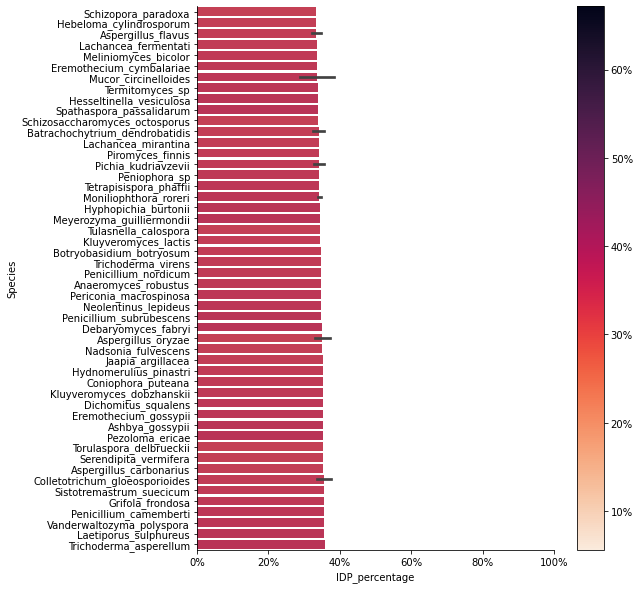 Schizopora_paradoxa
Hebeloma_cylindrosporum
Aspergillus_flavus
Lachancea_fermentati
Meliniomyces_bicolor
Eremothecium_cymbalariae
Mucor_circinelloides
Termitomyces_sp
Hesseltinella_vesiculosa
Spathaspora_passalidarum
Schizosaccharomyces_octosporus
Batrachochytrium_dendrobatidis
Lachancea_mirantina
Piromyces_finnis
Pichia_kudriavzevii
Peniophora_sp
Tetrapisispora_phaffii
Moniliophthora_roreri
Hyphopichia_burtonii
Meyerozyma_guilliermondii
Tulasnella_calospora
Kluyveromyces_lactis
Botryobasidium_botryosum
Trichoderma_virens
Penicillium_nordicum
Anaeromyces_robustus
Periconia_macrospinosa
Neolentinus_lepideus
Penicillium_subrubescens
Debaryomyces_fabryi
Aspergillus_oryzae
Nadsonia_fulvescens
Jaapia_argillacea
Hydnomerulius_pinastri
Coniophora_puteana
Kluyveromyces_dobzhanskii
Dichomitus_squalens
Eremothecium_gossypii
Ashbya_gossypii
Pezoloma_ericae
Torulaspora_delbrueckii
Serendipita_vermifera
Aspergillus_carbonarius
Colletotrichum_gloeosporioides
Sistotremastrum_suecicum
Grifola_frondosa
Penicillium_camemberti
Vanderwaltozyma_polyspora
Laetiporus_sulphureus
Trichoderma_asperellum
Species
0% 20% 40% 60% 80% 100%
IDP_percentage
60%
50%
40%
30%
20%
10%